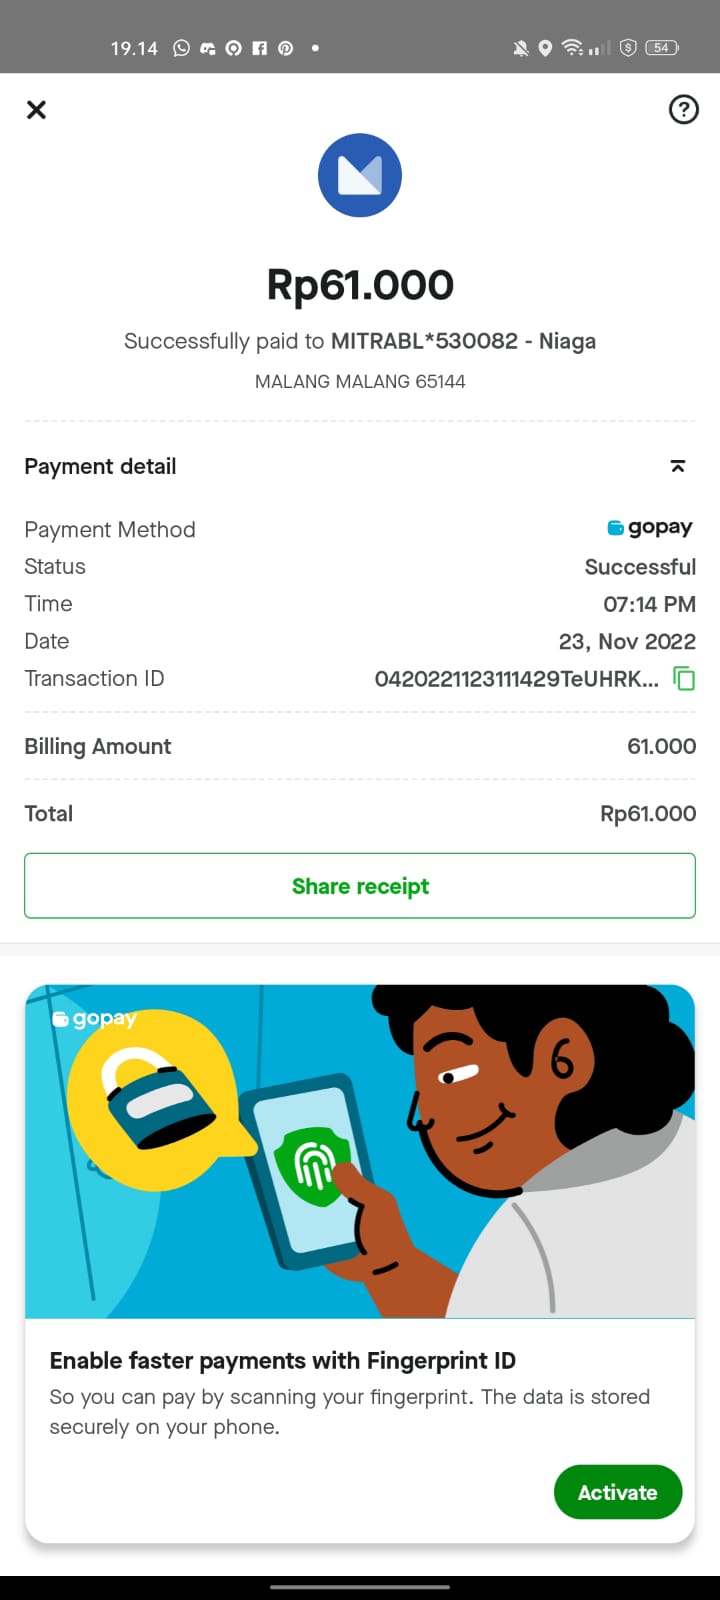 19.14
54
Rp61.000
Successfully paid to MITRABL*530082 - Niaga
MALANG MALANG 65144
Payment detail
Payment Method gopay
Status Successful
Time 07:14 PM
Date 23, Nov 2022
Transaction ID 0420221123111429TeUHRK...
Billing Amount 61.000
Total Rp61.000
Share receipt
gopay
Enable faster payments with Fingerprint ID
So you can pay by scanning your fingerprint. The data is stored
securely on your phone.
Activate